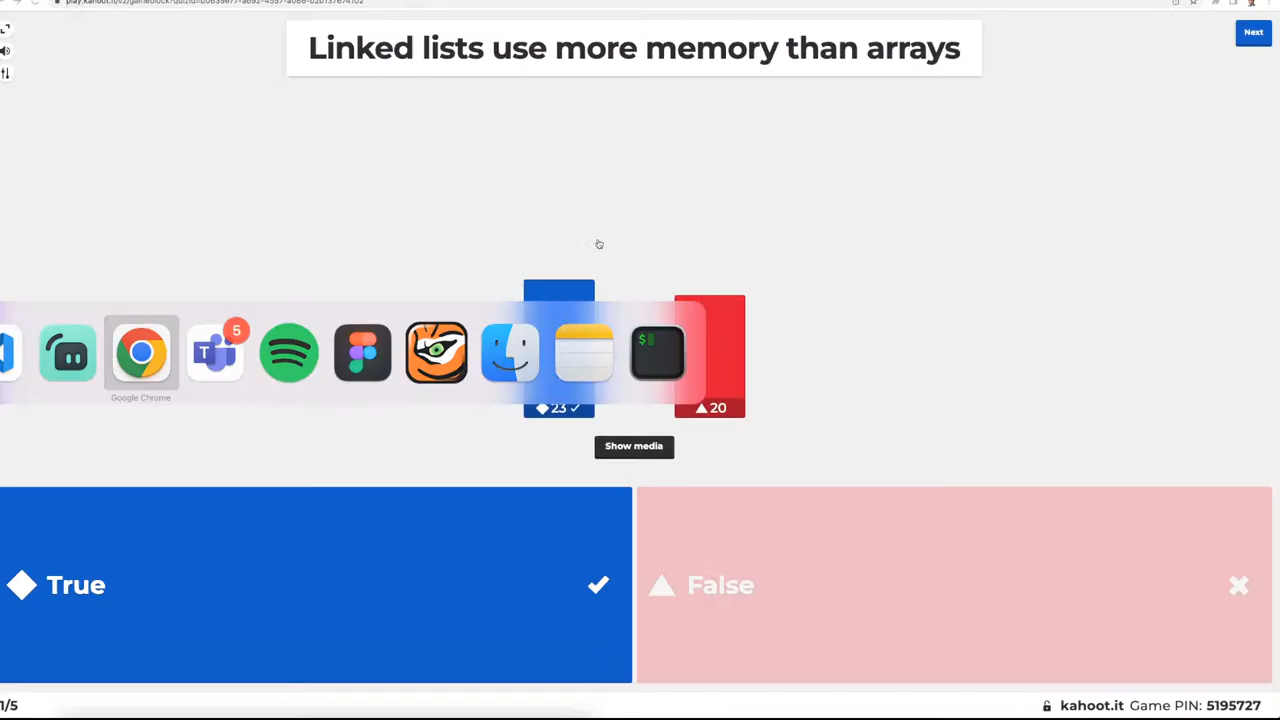 Linked lists use more memory than arrays
Next
5
T
$
Google Chrome
23
20
Show media
True
False
1/5
kahoot.it Game PIN: 5195727